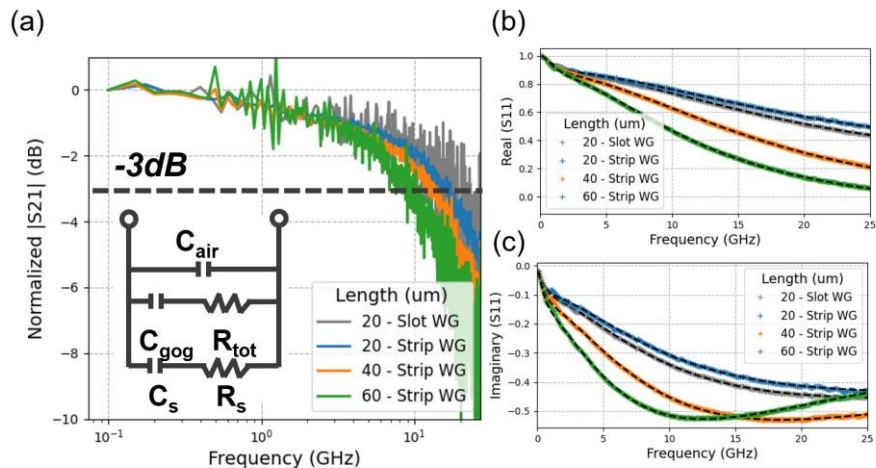 (a)
Normalized |S21| (dB)
0
−2
−4
−6
−8
−10
-3dB
C_air
C_gog
R_tot
C_s
R_s
Length (um)
20 - Slot WG
20 - Strip WG
40 - Strip WG
60 - Strip WG
10⁻¹
10⁰
10¹
Frequency (GHz)
(b)
Real (S11)
1.0
0.8
0.6
0.4
0.2
0.0
Length (um)
20 - Slot WG
20 - Strip WG
40 - Strip WG
60 - Strip WG
0
5
10
15
20
25
Frequency (GHz)
(c)
Imaginary (S11)
0.0
−0.1
−0.2
−0.3
−0.4
−0.5
Length (um)
20 - Slot WG
20 - Strip WG
40 - Strip WG
60 - Strip WG
0
5
10
15
20
25
Frequency (GHz)